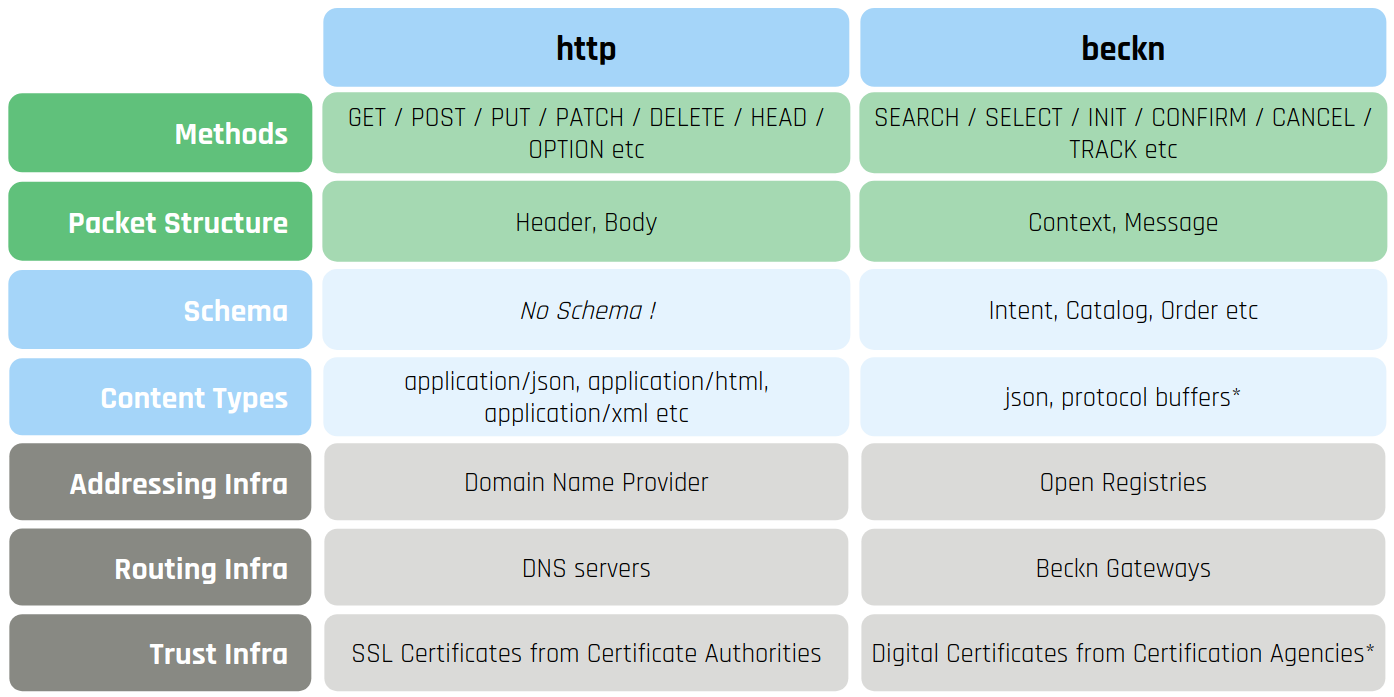 http
beckn
Methods
GET / POST / PUT / PATCH / DELETE / HEAD /
OPTION etc
SEARCH / SELECT / INIT / CONFIRM / CANCEL /
TRACK etc
Packet Structure
Header, Body
Context, Message
Schema
No Schema !
Intent, Catalog, Order etc
Content Types
application/json, application/html,
application/xml etc
json, protocol buffers*
Addressing Infra
Domain Name Provider
Open Registries
Routing Infra
DNS servers
Beckn Gateways
Trust Infra
SSL Certificates from Certificate Authorities
Digital Certificates from Certification Agencies*